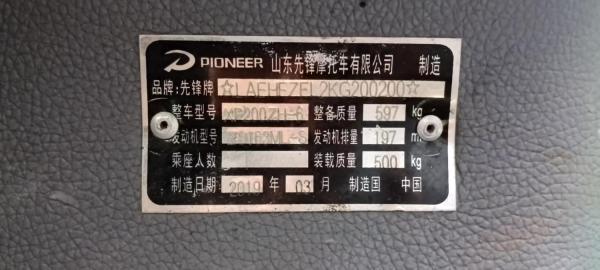 PIONEER 山东先锋摩托车有限公司 制造
品牌:先锋牌 ☆LAEHEZEL2KG200200☆
整车型号 XF200ZH-6 整备质量 597 kg
发动机型号 发动机排量 197 ml
乘座人数 装载质量 500 kg
制造日期 2019 年 03 月 制造国 中国